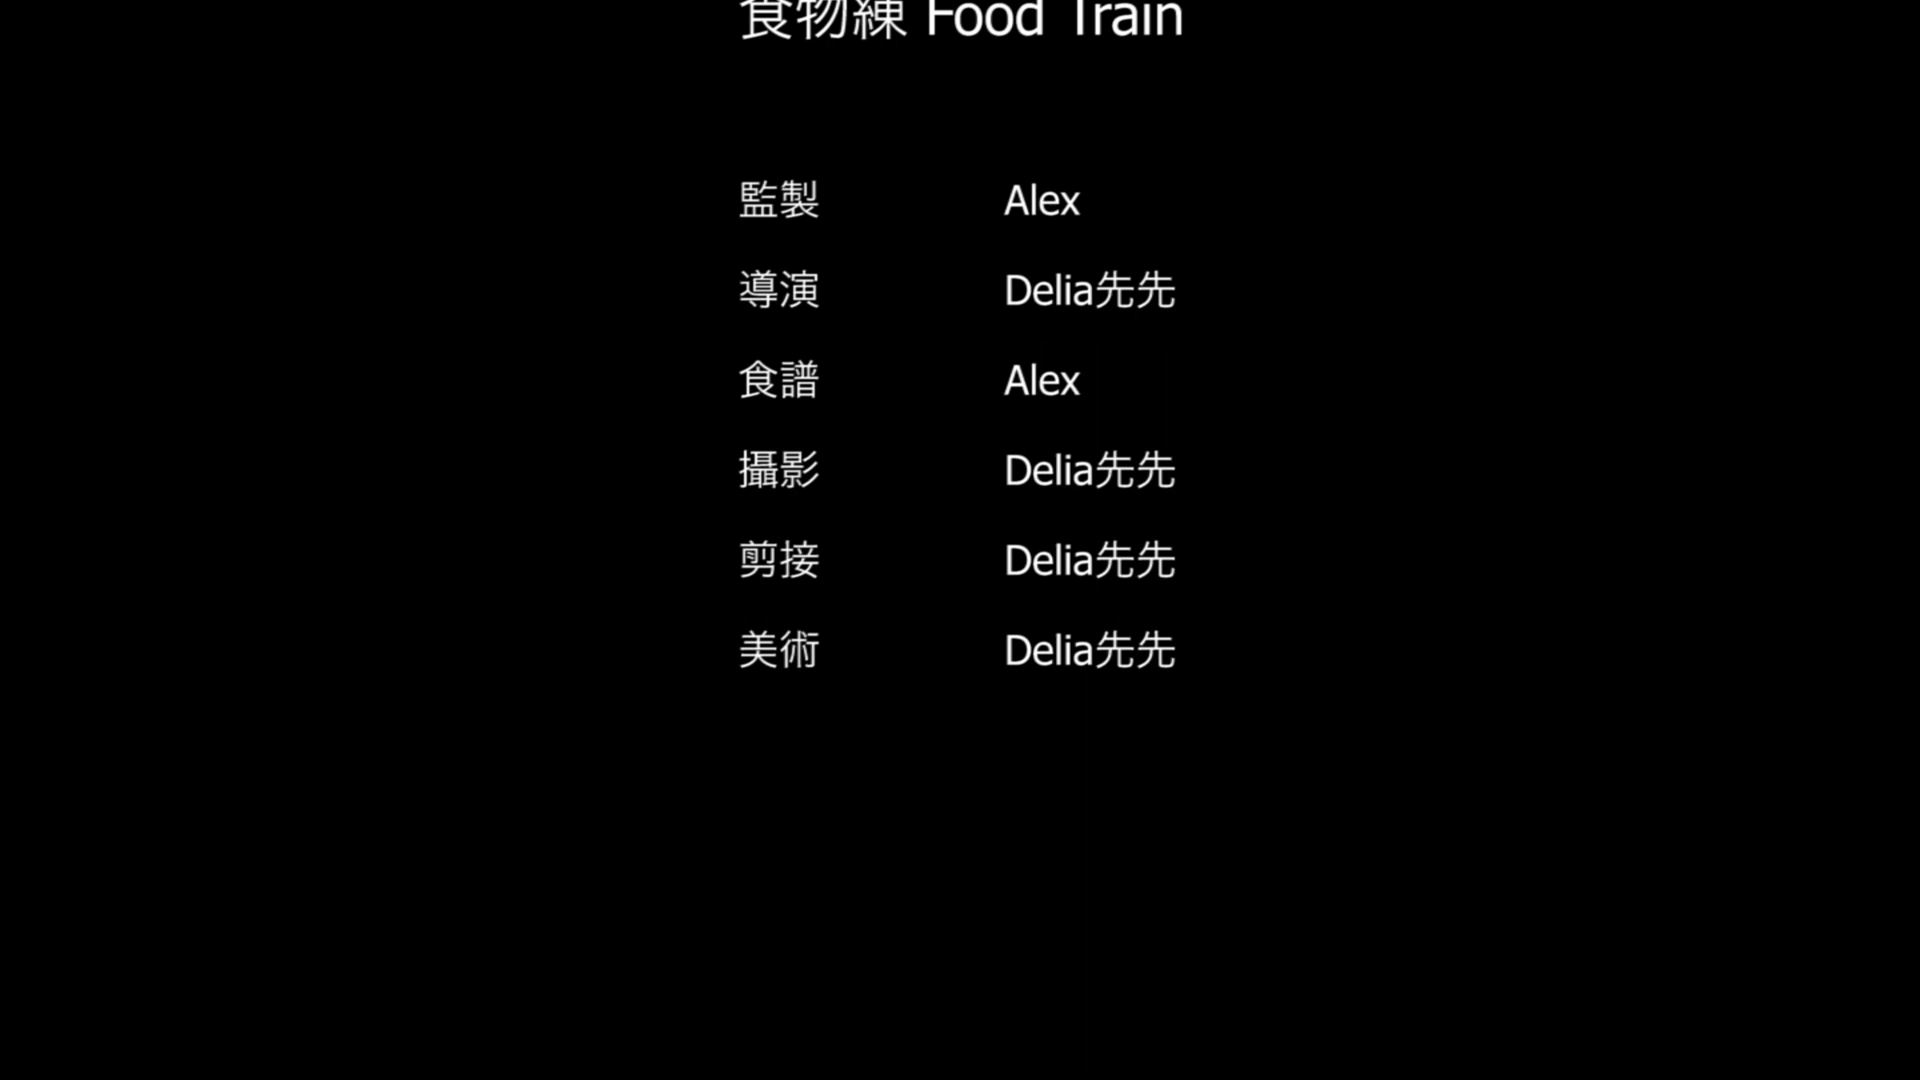 食物練 Food Train
監製 Alex
導演 Delia先先
食譜 Alex
攝影 Delia先先
剪接 Delia先先
美術 Delia先先